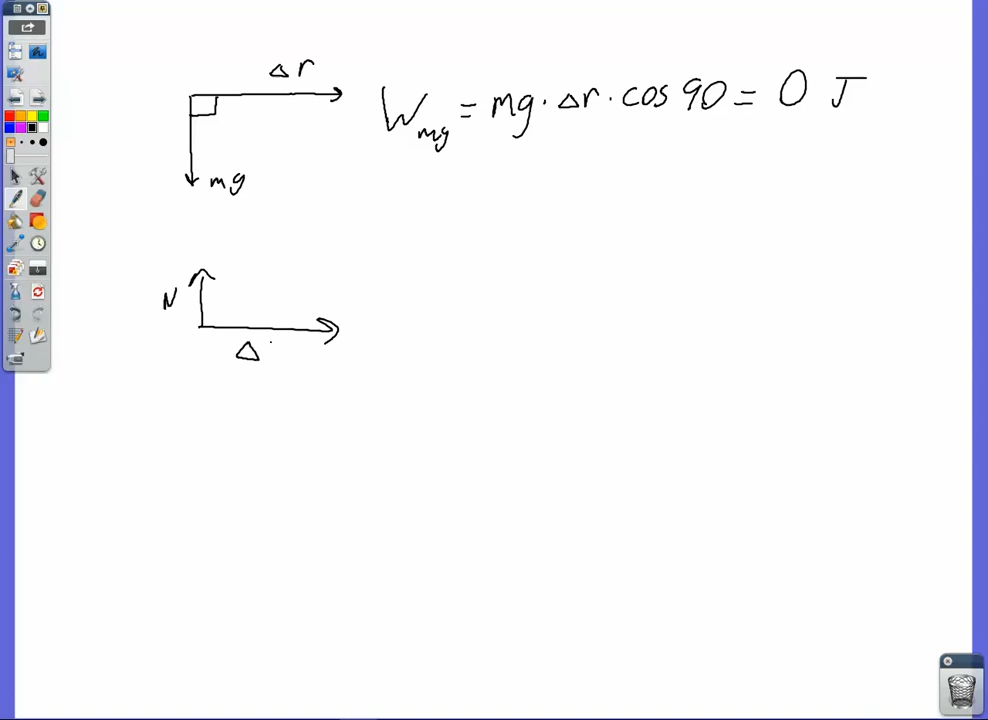 Δr
W_mg = mg · Δr · cos 90 = 0 J
mg
N
Δ